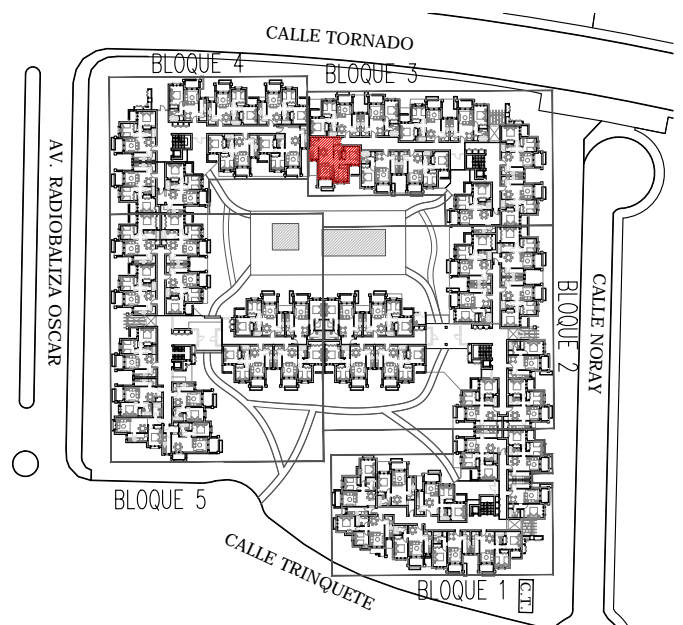 CALLE TORNADO
BLOQUE 4
BLOQUE 3
AV. RADIOBALIZA OSCAR
CALLE NORAY
BLOQUE 2
BLOQUE 5
CALLE TRINQUETE
BLOQUE 1
C.T.